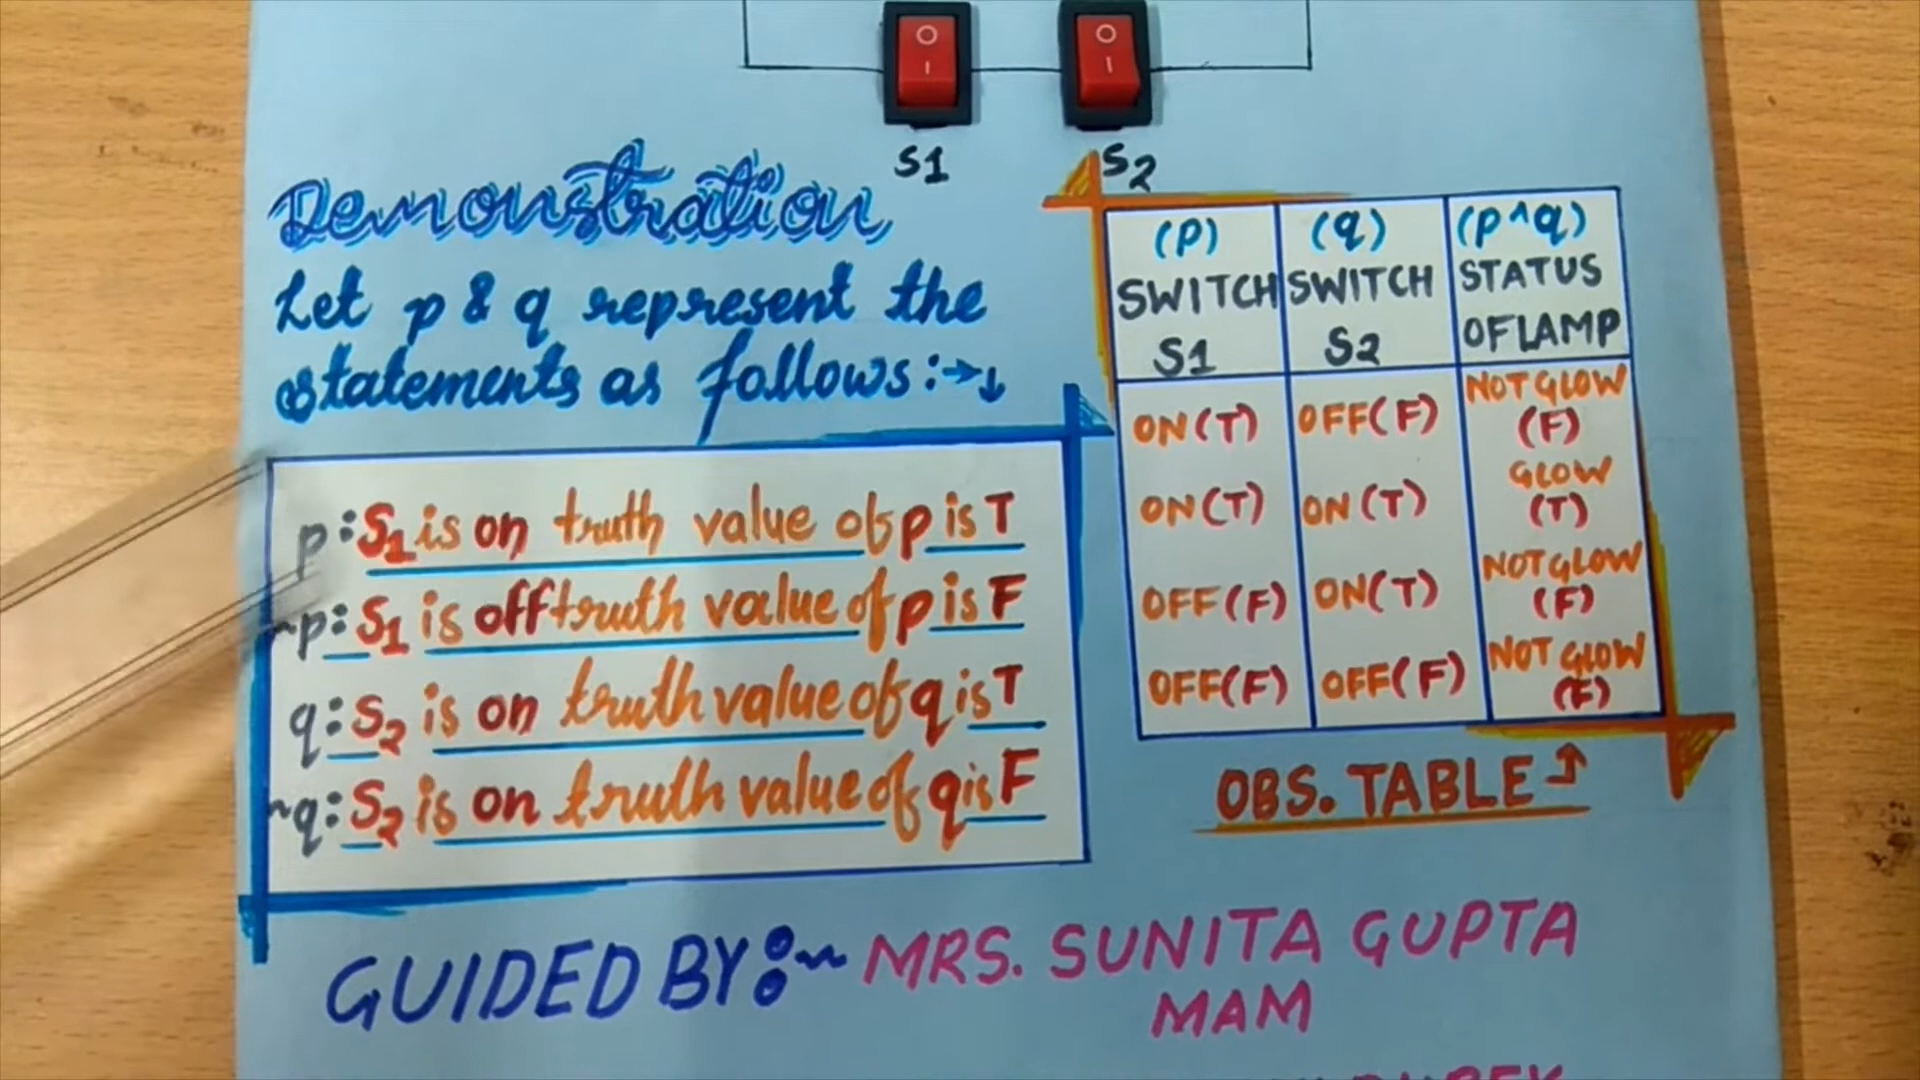 S1
S2
Demonstration
Let p & q represent the
statements as follows:→↓
p:S1 is on truth value of p is T
~p:S1 is off truth value of p is F
q:S2 is on truth value of q is T
~q:S2 is on truth value of q is F
(p) (q) (p^q)
SWITCH SWITCH STATUS
S1 S2 OF LAMP
ON(T) OFF(F) NOT GLOW (F)
ON(T) ON(T) GLOW (T)
OFF(F) ON(T) NOT GLOW (F)
OFF(F) OFF(F) NOT GLOW (F)
OBS. TABLE ↑
GUIDED BY:~ MRS. SUNITA GUPTA
MAM